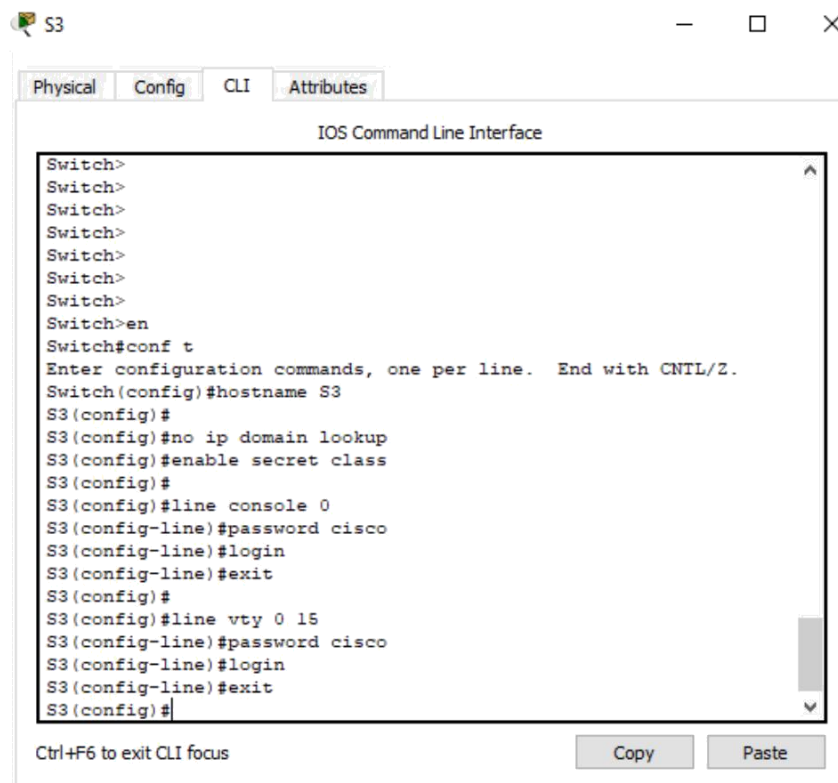 S3
Physical Config CLI Attributes
IOS Command Line Interface
Switch>
Switch>
Switch>
Switch>
Switch>
Switch>
Switch>
Switch>en
Switch#conf t
Enter configuration commands, one per line.  End with CNTL/Z.
Switch(config)#hostname S3
S3(config)#
S3(config)#no ip domain lookup
S3(config)#enable secret class
S3(config)#
S3(config)#line console 0
S3(config-line)#password cisco
S3(config-line)#login
S3(config-line)#exit
S3(config)#
S3(config)#line vty 0 15
S3(config-line)#password cisco
S3(config-line)#login
S3(config-line)#exit
S3(config)#
Ctrl+F6 to exit CLI focus Copy Paste